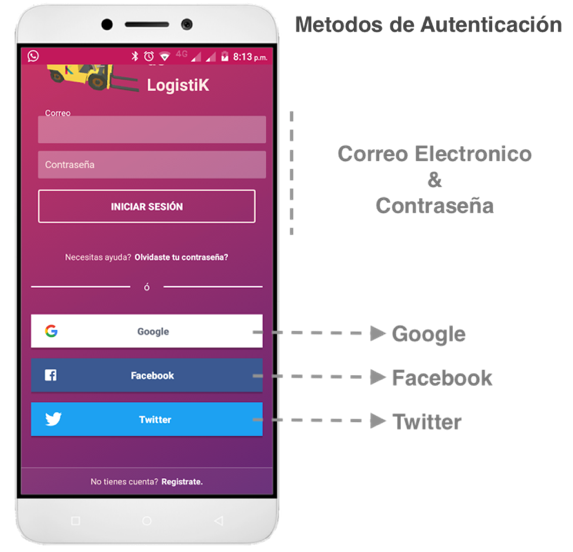 Metodos de Autenticación
4G 8:13 p.m.
LogistiK
Correo
Contraseña
INICIAR SESIÓN
Necesitas ayuda? Olvidaste tu contraseña?
ó
Google
Facebook
Twitter
No tienes cuenta? Registrate.
Correo Electronico
&
Contraseña
Google
Facebook
Twitter